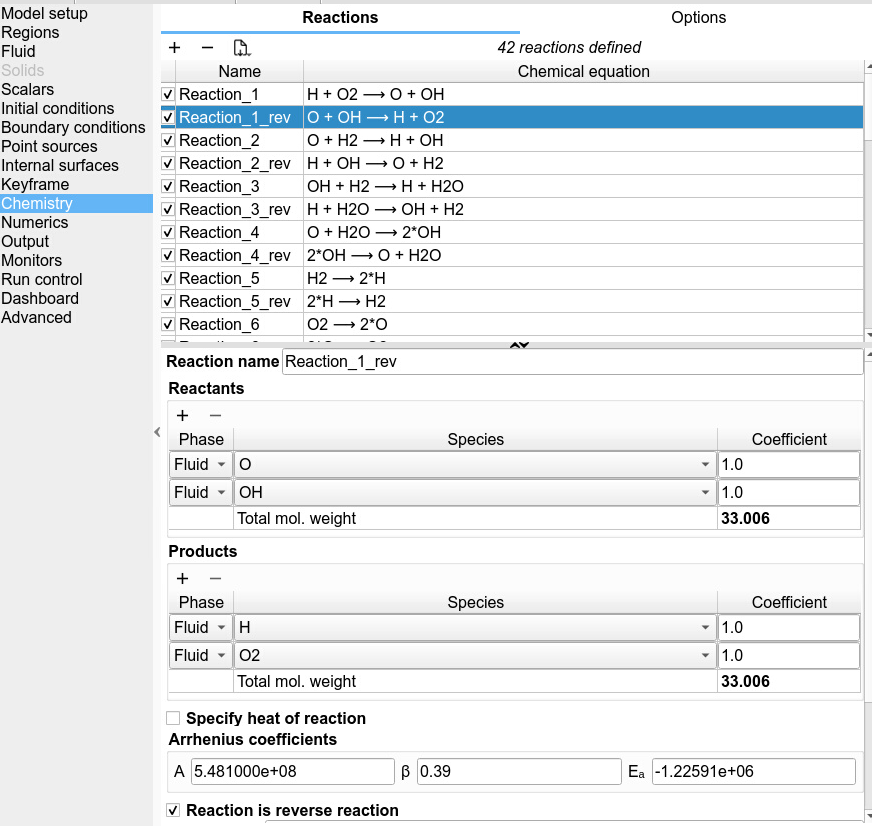 Model setup
Regions
Fluid
Solids
Scalars
Initial conditions
Boundary conditions
Point sources
Internal surfaces
Keyframe
Chemistry
Numerics
Output
Monitors
Run control
Dashboard
Advanced
Reactions Options
42 reactions defined
Name Chemical equation
Reaction_1 H + O2 ⟶ O + OH
Reaction_1_rev O + OH ⟶ H + O2
Reaction_2 O + H2 ⟶ H + OH
Reaction_2_rev H + OH ⟶ O + H2
Reaction_3 OH + H2 ⟶ H + H2O
Reaction_3_rev H + H2O ⟶ OH + H2
Reaction_4 O + H2O ⟶ 2*OH
Reaction_4_rev 2*OH ⟶ O + H2O
Reaction_5 H2 ⟶ 2*H
Reaction_5_rev 2*H ⟶ H2
Reaction_6 O2 ⟶ 2*O
Reaction name Reaction_1_rev
Reactants
+ −
Phase Species Coefficient
Fluid O 1.0
Fluid OH 1.0
Total mol. weight 33.006
Products
+ −
Phase Species Coefficient
Fluid H 1.0
Fluid O2 1.0
Total mol. weight 33.006
Specify heat of reaction
Arrhenius coefficients
A 5.481000e+08 β 0.39 Eₐ -1.22591e+06
Reaction is reverse reaction